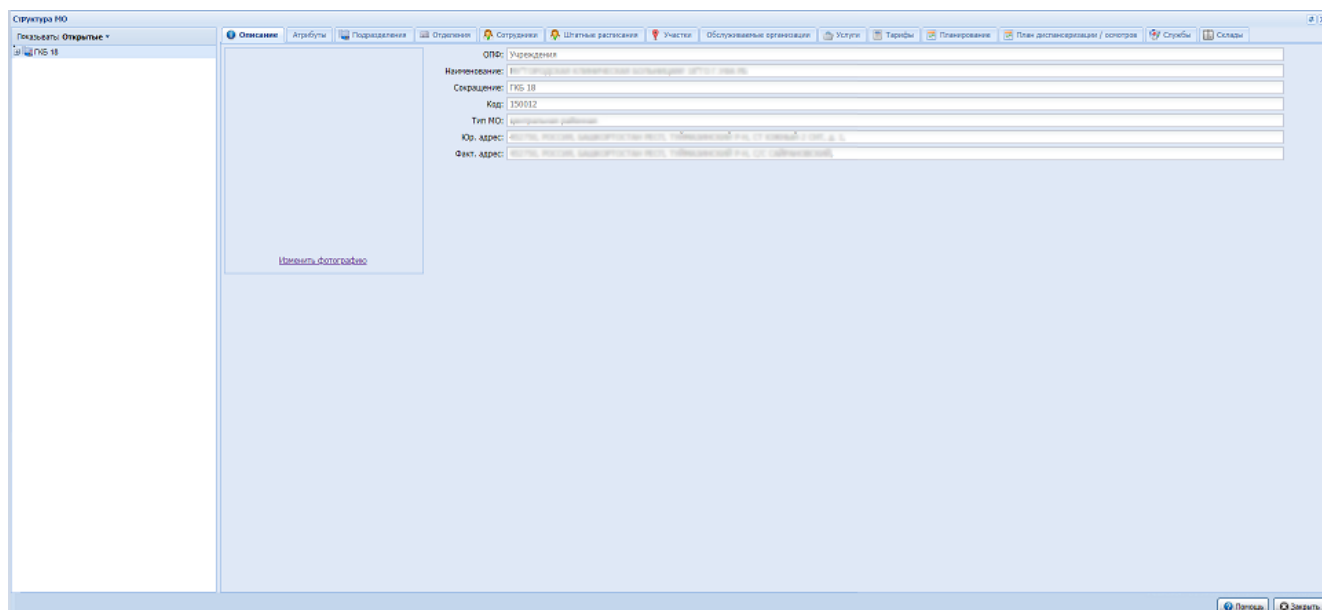 Структура МО
Показывать: Открытые
ГКБ 18
Описание Атрибуты Подразделения Отделения Сотрудники Штатные расписания Участки Обслуживаемые организации Услуги Тарифы Планирование План диспансеризации / осмотров Службы Склады
ОПФ: Учреждения
Наименование:
Сокращение: ГКБ 18
Код: 150012
Тип МО: центральная районная
Юр. адрес:
Факт. адрес:
Изменить фотографию
Помощь Закрыть